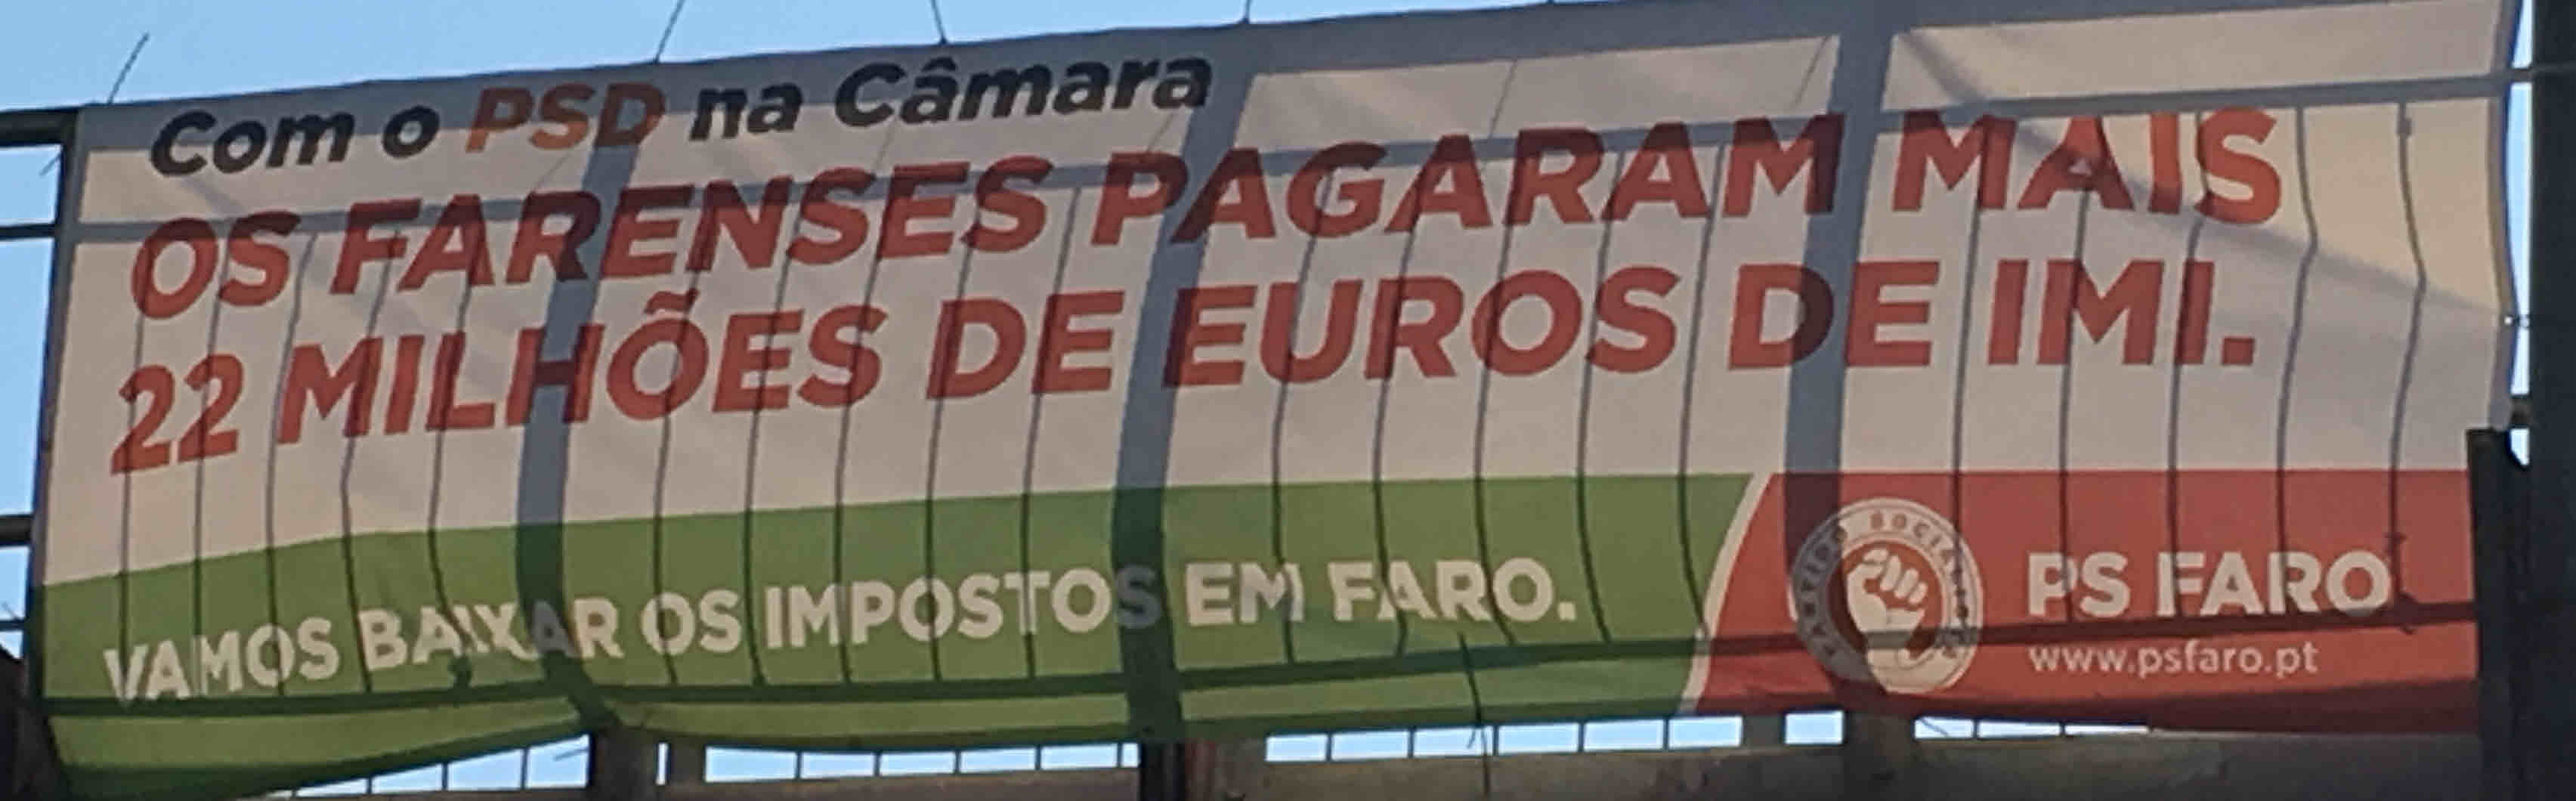 Com o PSD na Câmara
OS FARENSES PAGARAM MAIS
22 MILHÕES DE EUROS DE IMI.
VAMOS BAIXAR OS IMPOSTOS EM FARO.
PARTIDO SOCIALISTA
PS FARO
www.psfaro.pt